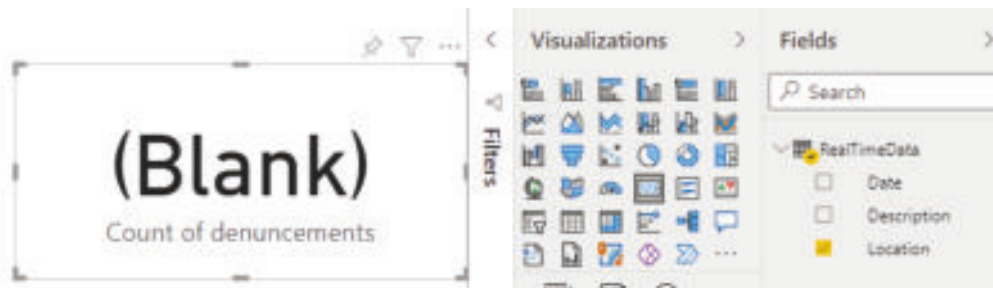 Visualizations
Fields
Search
(Blank)
Count of denuncements
Filters
RealTimeData
Date
Description
Location